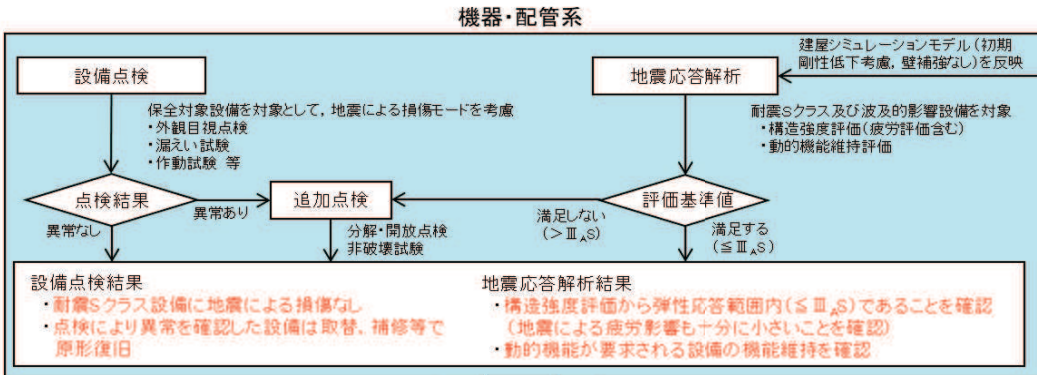 機器・配管系
設備点検
保全対象設備を対象として，地震による損傷モードを考慮
・外観目視点検
・漏えい試験
・作動試験 等
点検結果
異常あり
異常なし
追加点検
分解・開放点検
非破壊試験
建屋シミュレーションモデル（初期
剛性低下考慮，壁補強なし）を反映
地震応答解析
耐震Sクラス及び波及的影響設備を対象
・構造強度評価（疲労評価含む）
・動的機能維持評価
評価基準値
満足しない
（＞ⅢAS）
満足する
（≦ⅢAS）
設備点検結果
・耐震Sクラス設備に地震による損傷なし
・点検により異常を確認した設備は取替、補修等で
原形復旧
地震応答解析結果
・構造強度評価から弾性応答範囲内（≦ⅢAS）であることを確認
（地震による疲労影響も十分に小さいことを確認）
・動的機能が要求される設備の機能維持を確認